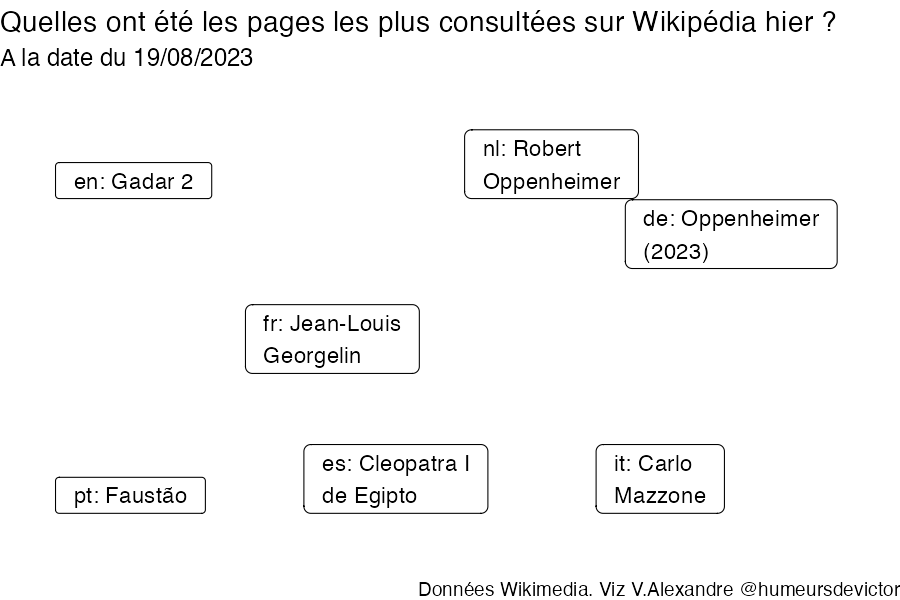 Quelles ont été les pages les plus consultées sur Wikipédia hier ?
A la date du 19/08/2023
nl: Robert
Oppenheimer
en: Gadar 2
de: Oppenheimer
(2023)
fr: Jean-Louis
Georgelin
es: Cleopatra I
de Egipto
it: Carlo
Mazzone
pt: Faustão
Données Wikimedia. Viz V.Alexandre @humeursdevictor